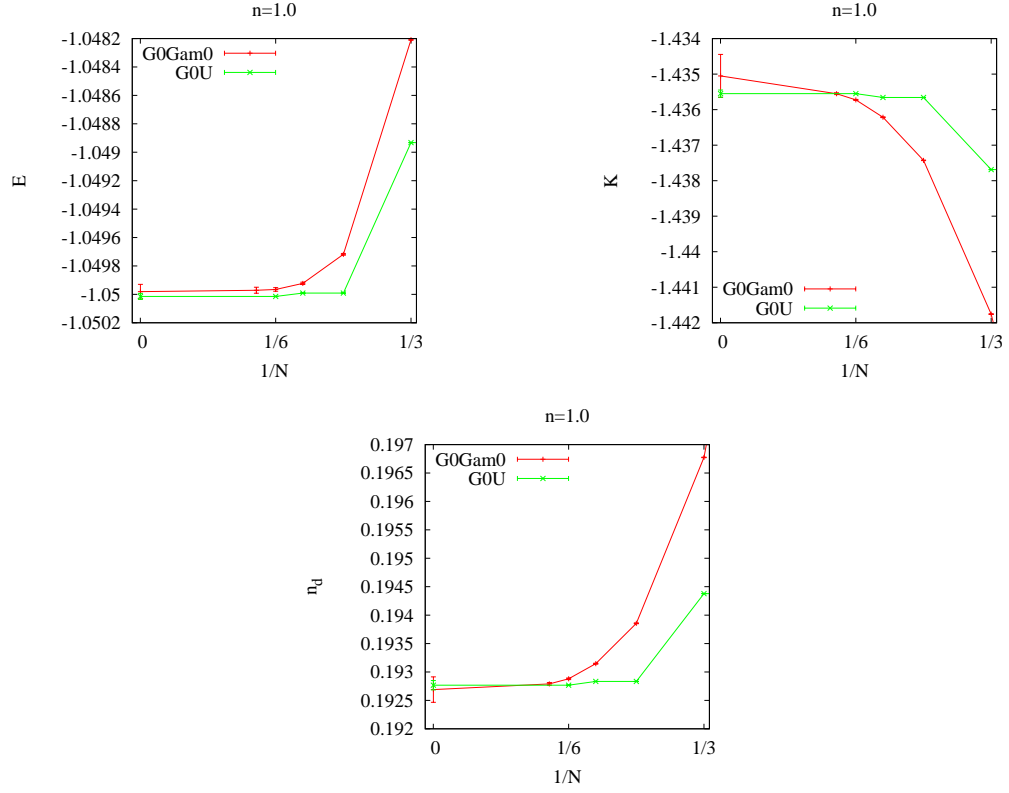 n=1.0
-1.0482
-1.0484
-1.0486
-1.0488
-1.049
-1.0492
-1.0494
-1.0496
-1.0498
-1.05
-1.0502
E
G0Gam0
G0U
0
1/6
1/3
1/N
n=1.0
-1.434
-1.435
-1.436
-1.437
-1.438
-1.439
-1.44
-1.441
-1.442
K
G0Gam0
G0U
0
1/6
1/3
1/N
n=1.0
0.197
0.1965
0.196
0.1955
0.195
0.1945
0.194
0.1935
0.193
0.1925
0.192
n_d
G0Gam0
G0U
0
1/6
1/3
1/N